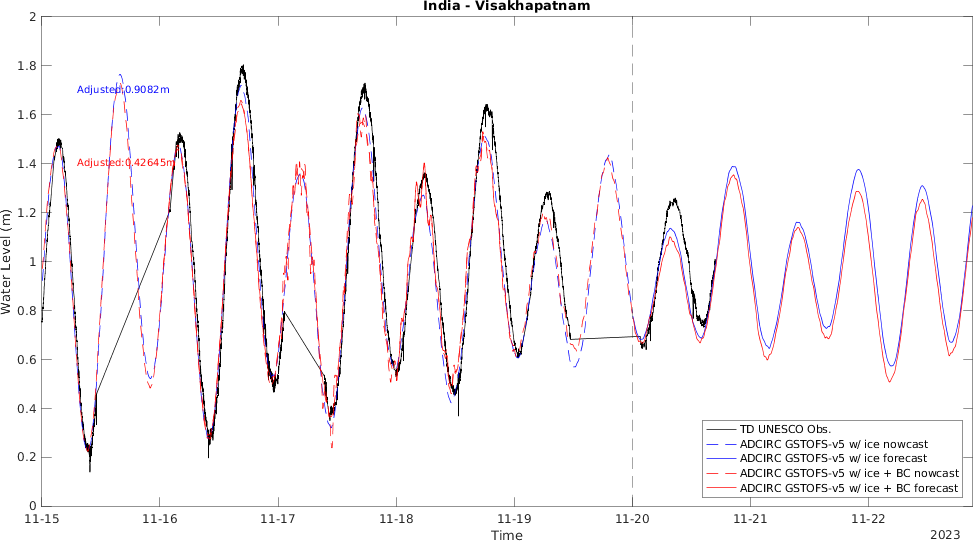 India - Visakhapatnam
2
1.8
1.6
1.4
1.2
1
0.8
0.6
0.4
0.2
0
Water Level (m)
Adjusted:0.9082m
Adjusted:0.42645m
TD UNESCO Obs.
ADCIRC GSTOFS-v5 w/ ice nowcast
ADCIRC GSTOFS-v5 w/ ice forecast
ADCIRC GSTOFS-v5 w/ ice + BC nowcast
ADCIRC GSTOFS-v5 w/ ice + BC forecast
11-15 11-16 11-17 11-18 11-19 11-20 11-21 11-22
Time
2023